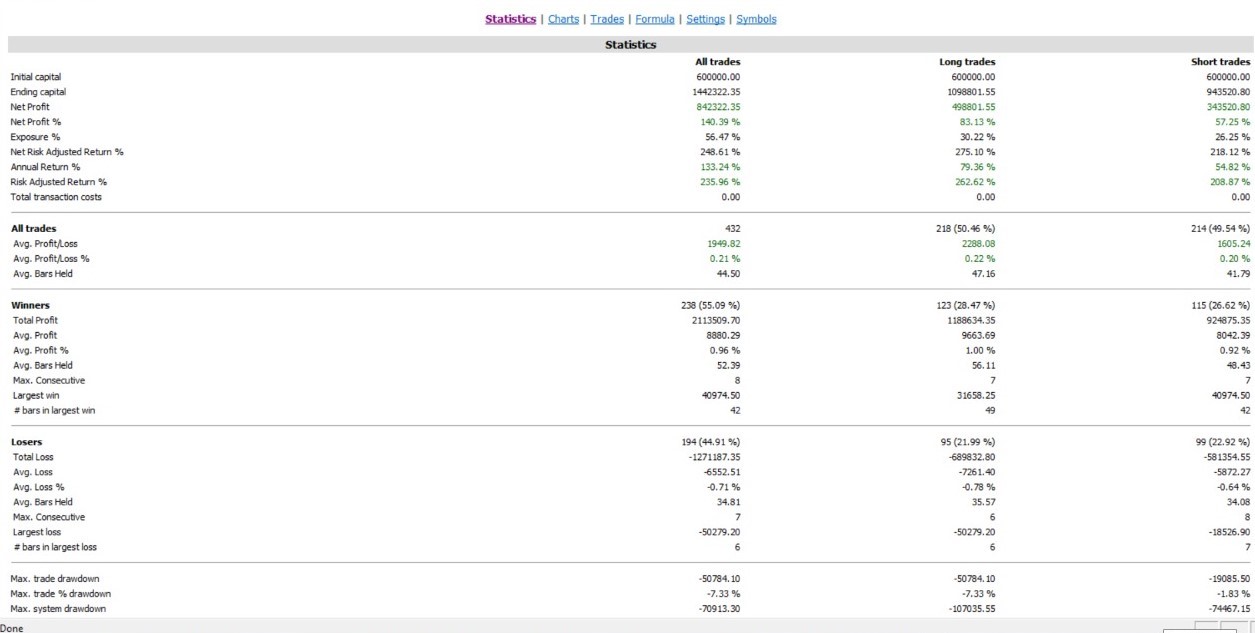 Statistics | Charts | Trades | Formula | Settings | Symbols
Statistics
All trades Long trades Short trades
Initial capital 600000.00 600000.00 600000.00
Ending capital 1442322.35 1098801.55 943520.80
Net Profit 842322.35 498801.55 343520.80
Net Profit % 140.39 % 83.13 % 57.25 %
Exposure % 56.47 % 30.22 % 26.25 %
Net Risk Adjusted Return % 248.61 % 275.10 % 218.12 %
Annual Return % 133.24 % 79.36 % 54.82 %
Risk Adjusted Return % 235.96 % 262.62 % 208.87 %
Total transaction costs 0.00 0.00 0.00
All trades 432 218 (50.46 %) 214 (49.54 %)
Avg. Profit/Loss 1949.82 2288.08 1605.24
Avg. Profit/Loss % 0.21 % 0.22 % 0.20 %
Avg. Bars Held 44.50 47.16 41.79
Winners 238 (55.09 %) 123 (28.47 %) 115 (26.62 %)
Total Profit 2113509.70 1188634.35 924875.35
Avg. Profit 8880.29 9663.69 8042.39
Avg. Profit % 0.96 % 1.00 % 0.92 %
Avg. Bars Held 52.39 56.11 48.43
Max. Consecutive 8 7 7
Largest win 40974.50 31658.25 40974.50
# bars in largest win 42 49 42
Losers 194 (44.91 %) 95 (21.99 %) 99 (22.92 %)
Total Loss -1271187.35 -689832.80 -581354.55
Avg. Loss -6552.51 -7261.40 -5872.27
Avg. Loss % -0.71 % -0.78 % -0.64 %
Avg. Bars Held 34.81 35.57 34.08
Max. Consecutive 7 6 8
Largest loss -50279.20 -50279.20 -18526.90
# bars in largest loss 6 6 7
Max. trade drawdown -50784.10 -50784.10 -19085.50
Max. trade % drawdown -7.33 % -7.33 % -1.83 %
Max. system drawdown -70913.30 -107035.55 -74467.15
Done